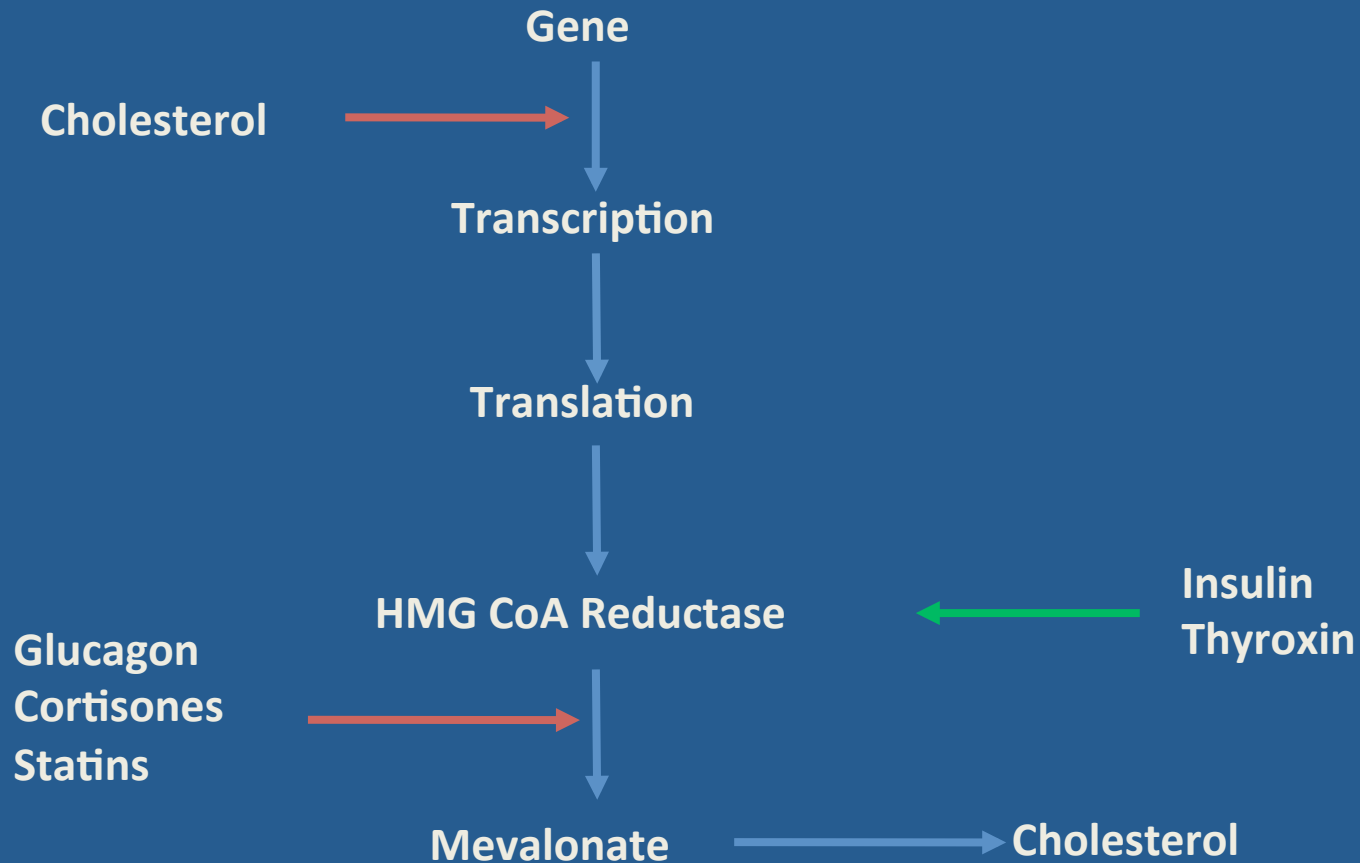 Gene
Cholesterol
Transcription
Translation
HMG CoA Reductase
Insulin
Thyroxin
Glucagon
Cortisones
Statins
Mevalonate
Cholesterol